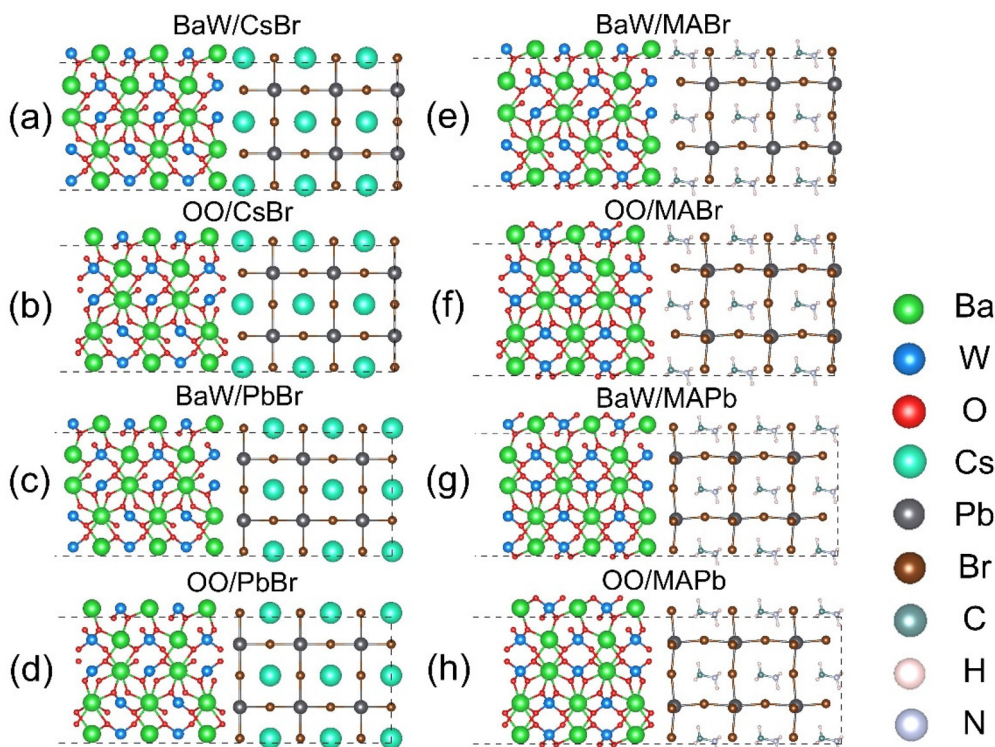 BaW/CsBr
(a)
OO/CsBr
(b)
BaW/PbBr
(c)
OO/PbBr
(d)
BaW/MABr
(e)
OO/MABr
(f)
BaW/MAPb
(g)
OO/MAPb
(h)
Ba
W
O
Cs
Pb
Br
C
H
N